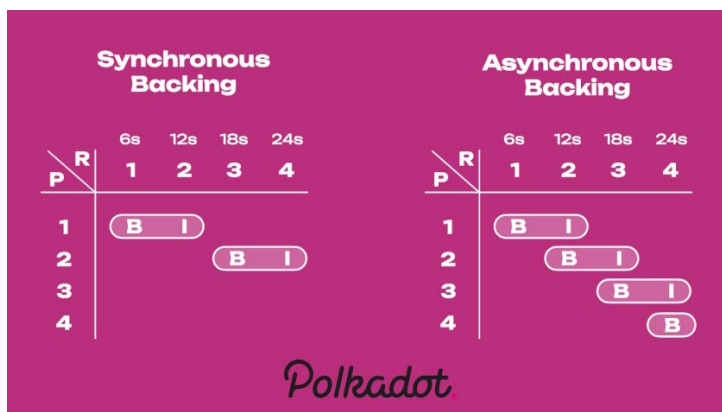 Synchronous
Backing
6s 12s 18s 24s
R
P
1 2 3 4
1 B I
2 B I
3
4
Asynchronous
Backing
6s 12s 18s 24s
R
P
1 2 3 4
1 B I
2 B I
3 B I
4 B
Polkadot.